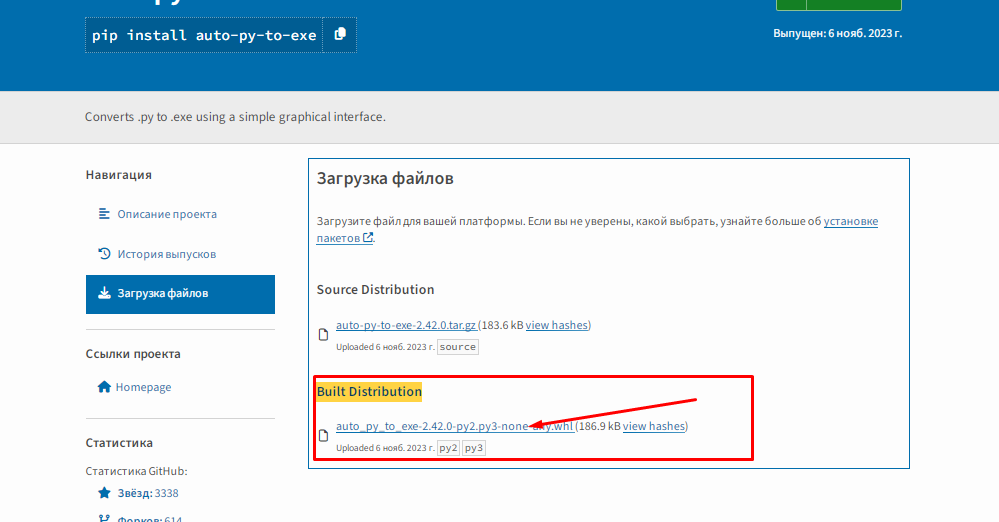 pip install auto-py-to-exe
Выпущен: 6 нояб. 2023 г.
Converts .py to .exe using a simple graphical interface.
Навигация
Описание проекта
История выпусков
Загрузка файлов
Ссылки проекта
Homepage
Статистика
Статистика GitHub:
Звёзд: 3338
Форков: 614
Загрузка файлов
Загрузите файл для вашей платформы. Если вы не уверены, какой выбрать, узнайте больше об установке
пакетов.
Source Distribution
auto-py-to-exe-2.42.0.tar.gz (183.6 kB view hashes)
Uploaded 6 нояб. 2023 г. source
Built Distribution
auto_py_to_exe-2.42.0-py2.py3-none-any.whl (186.9 kB view hashes)
Uploaded 6 нояб. 2023 г. py2 py3